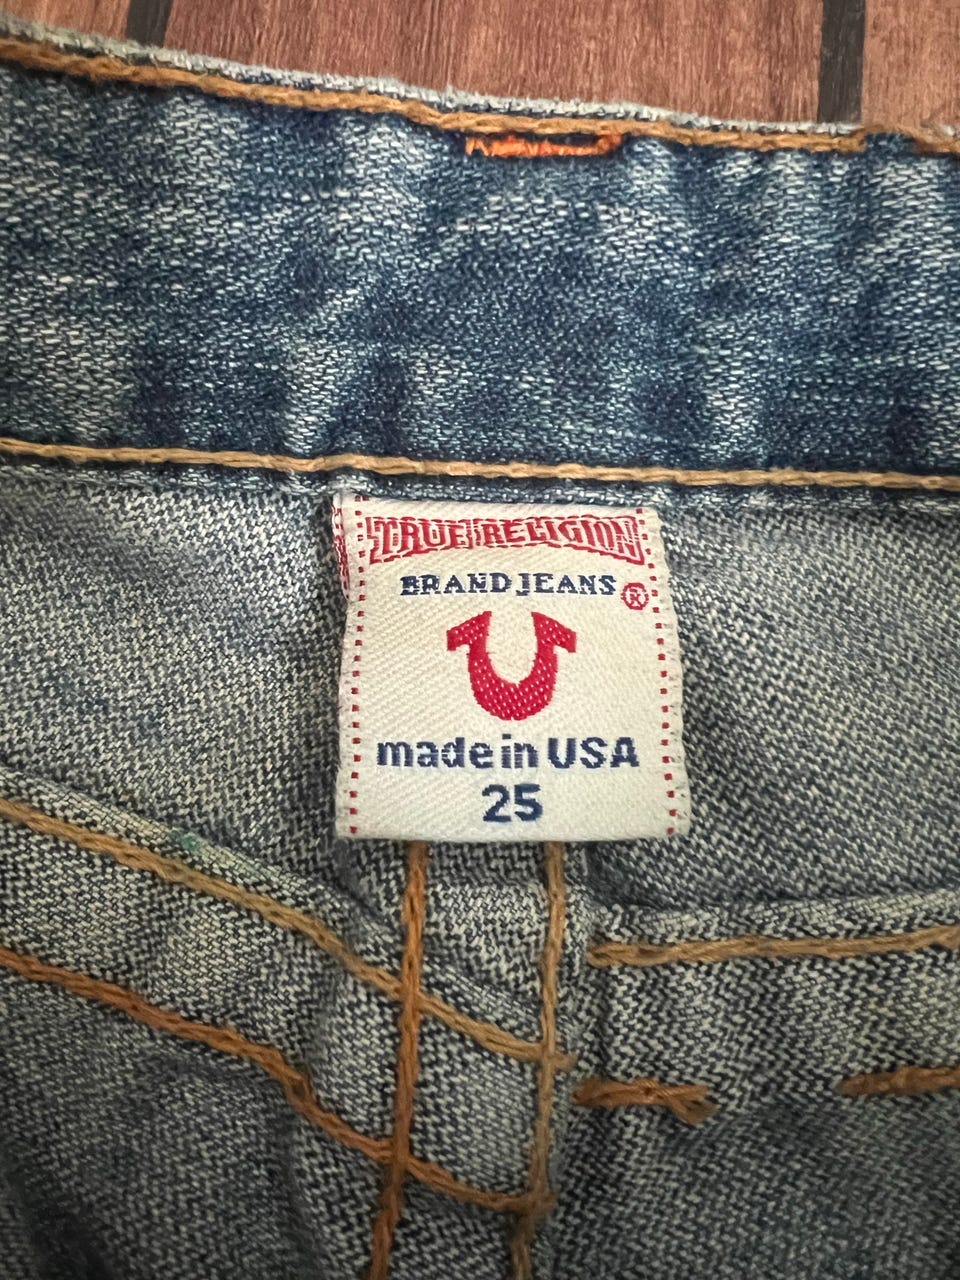 TRUE RELIGION
BRAND JEANS ®
made in USA
25